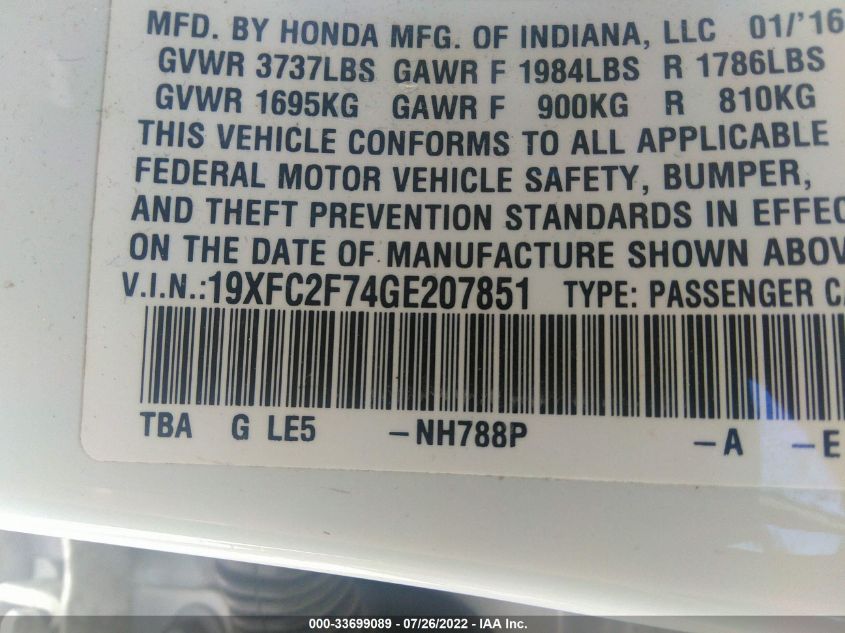 MFD. BY HONDA MFG. OF INDIANA, LLC 01/'16
GVWR 3737LBS GAWR F 1984LBS R 1786LBS
GVWR 1695KG GAWR F 900KG R 810KG
THIS VEHICLE CONFORMS TO ALL APPLICABLE
FEDERAL MOTOR VEHICLE SAFETY, BUMPER,
AND THEFT PREVENTION STANDARDS IN EFFEC
ON THE DATE OF MANUFACTURE SHOWN ABOV
V.I.N.:19XFC2F74GE207851 TYPE: PASSENGER CA
TBA G LE5 -NH788P -A -E
000-33699089 - 07/26/2022 - IAA Inc.